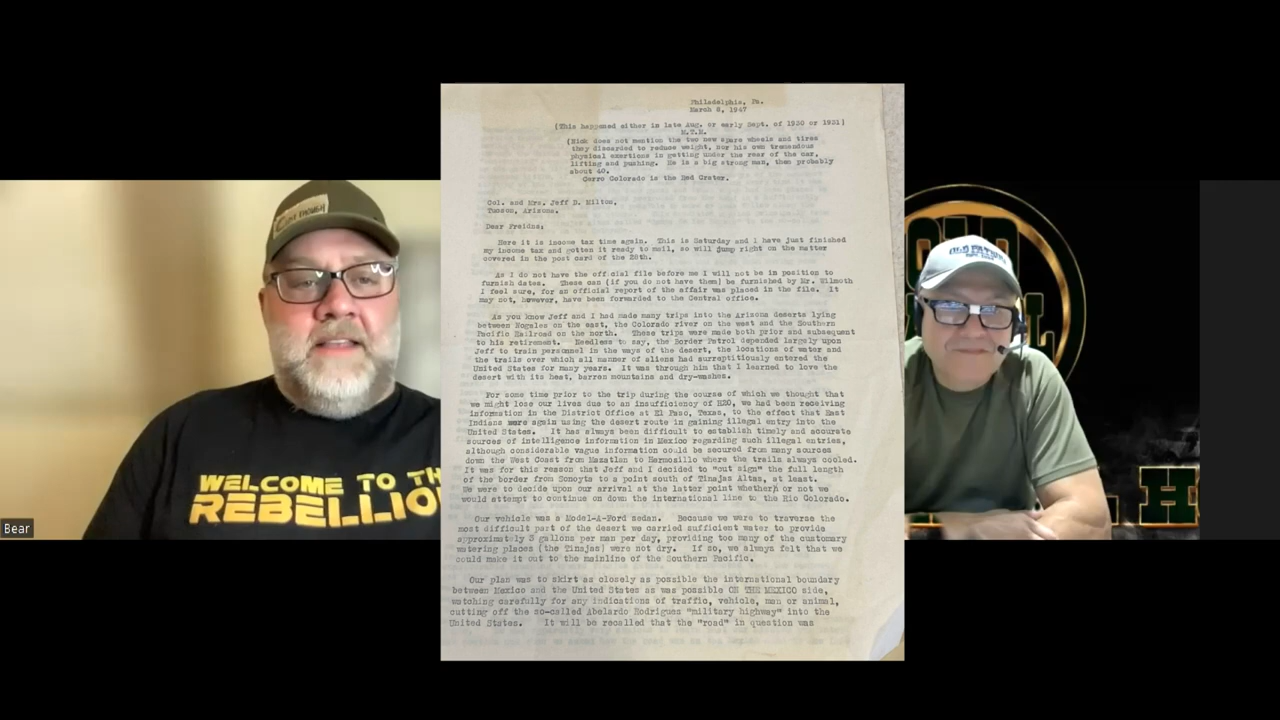 Philadelphia, Pa.
March 8, 1947
(This happened either in late Aug. or early Sept. of 1930 or 1931)
M.T.M.
(Nick does not mention the two new spare wheels and tires
they discarded to reduce weight, nor his own tremendous
physical exertions in getting under the rear of the car,
lifting and pushing. He is a big strong man, then probably
about 40.
Cerro Colorado is the Red Crater.
Col. and Mrs. Jeff D. Milton,
Tucson, Arizona.
Dear Freinds:
Here it is income tax time again. This is Saturday and I have just finished
my income tax and gotten it ready to mail, so will jump right on the matter
covered in the post card of the 28th.
As I do not have the official file before me I will not be in position to
furnish dates. These can (if you do not have them) be furnished by Mr. Wilmoth
I feel sure, for an official report of the affair was placed in the file. It
may not, however, have been forwarded to the Central office.
As you know Jeff and I had made many trips into the Arizona deserts lying
between Nogales on the east, the Colorado river on the west and the Southern
Pacific Railroad on the north. These trips were made both prior and subsequent
to his retirement. Needless to say, the Border Patrol depended largely upon
Jeff to train personnel in the ways of the desert, the locations of water and
the trails over which all manner of aliens had surreptitiously entered the
United States for many years. It was through him that I learned to love the
desert with its heat, barren mountains and dry-washes.
For some time prior to the trip during the course of which we thought that
we might lose our lives due to an insufficiency of H2O, we had been receiving
information in the District Office at El Paso, Texas, to the effect that East
Indians were again using the desert route in gaining illegal entry into the
United States. It has always been difficult to establish timely and accurate
sources of intelligence information in Mexico regarding such illegal entries,
although considerable vague information could be secured from many sources
down the West Coast from Mazatlan to Hermosillo where the trails always cooled.
It was for this reason that Jeff and I decided to "cut sign" the full length
of the border from Sonoyta to a point south of Tinajas Altas, at least.
We were to decide upon our arrival at the latter point whether or not we
would attempt to continue on down the international line to the Rio Colorado.
Our vehicle was a Model-A-Ford sedan. Because we were to traverse the
most difficult part of the desert we carried sufficient water to provide
approximately 3 gallons per man per day, providing too many of the customary
watering places (the Tinajas) were not dry. If so, we always felt that we
could make it out to the mainline of the Southern Pacific.
Our plan was to skirt as closely as possible the international boundary
between Mexico and the United States as was possible ON THE MEXICO side,
watching carefully for any indications of traffic, vehicle, man or animal,
cutting off the so-called Abelardo Rodriguez "military highway" into the
United States. It will be recalled that the "road" in question was
ENOUGH
WELCOME TO TH
REBELLIO
Bear
OLD PATROL
OLD
H